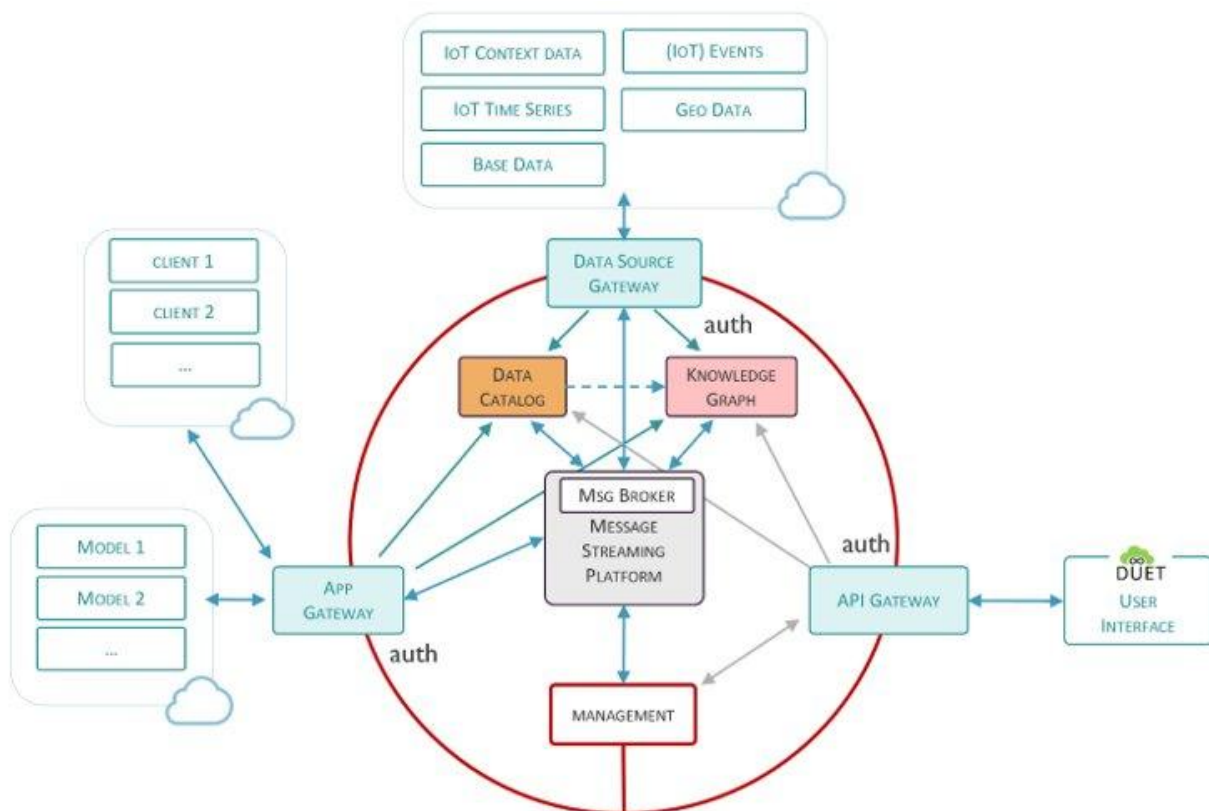 IoT Context data
(IoT) Events
IoT Time Series
Geo Data
Base Data
Data Source
Gateway
client 1
client 2
...
auth
Data
Catalog
Knowledge
Graph
Msg Broker
Message
Streaming
Platform
Model 1
Model 2
...
App
Gateway
auth
auth
API Gateway
DUET
User
Interface
management